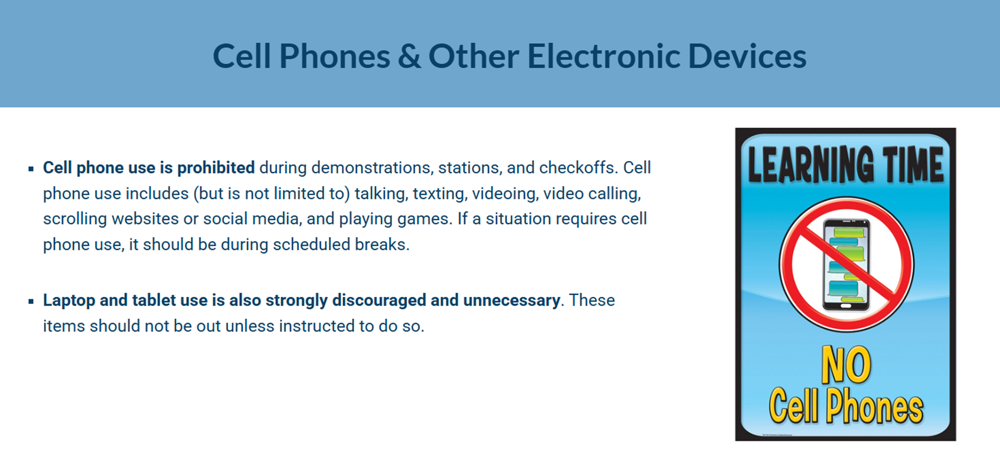 Cell Phones & Other Electronic Devices
▪ Cell phone use is prohibited during demonstrations, stations, and checkoffs. Cell
phone use includes (but is not limited to) talking, texting, videoing, video calling,
scrolling websites or social media, and playing games. If a situation requires cell
phone use, it should be during scheduled breaks.
▪ Laptop and tablet use is also strongly discouraged and unnecessary. These
items should not be out unless instructed to do so.
LEARNING TIME
NO
Cell Phones